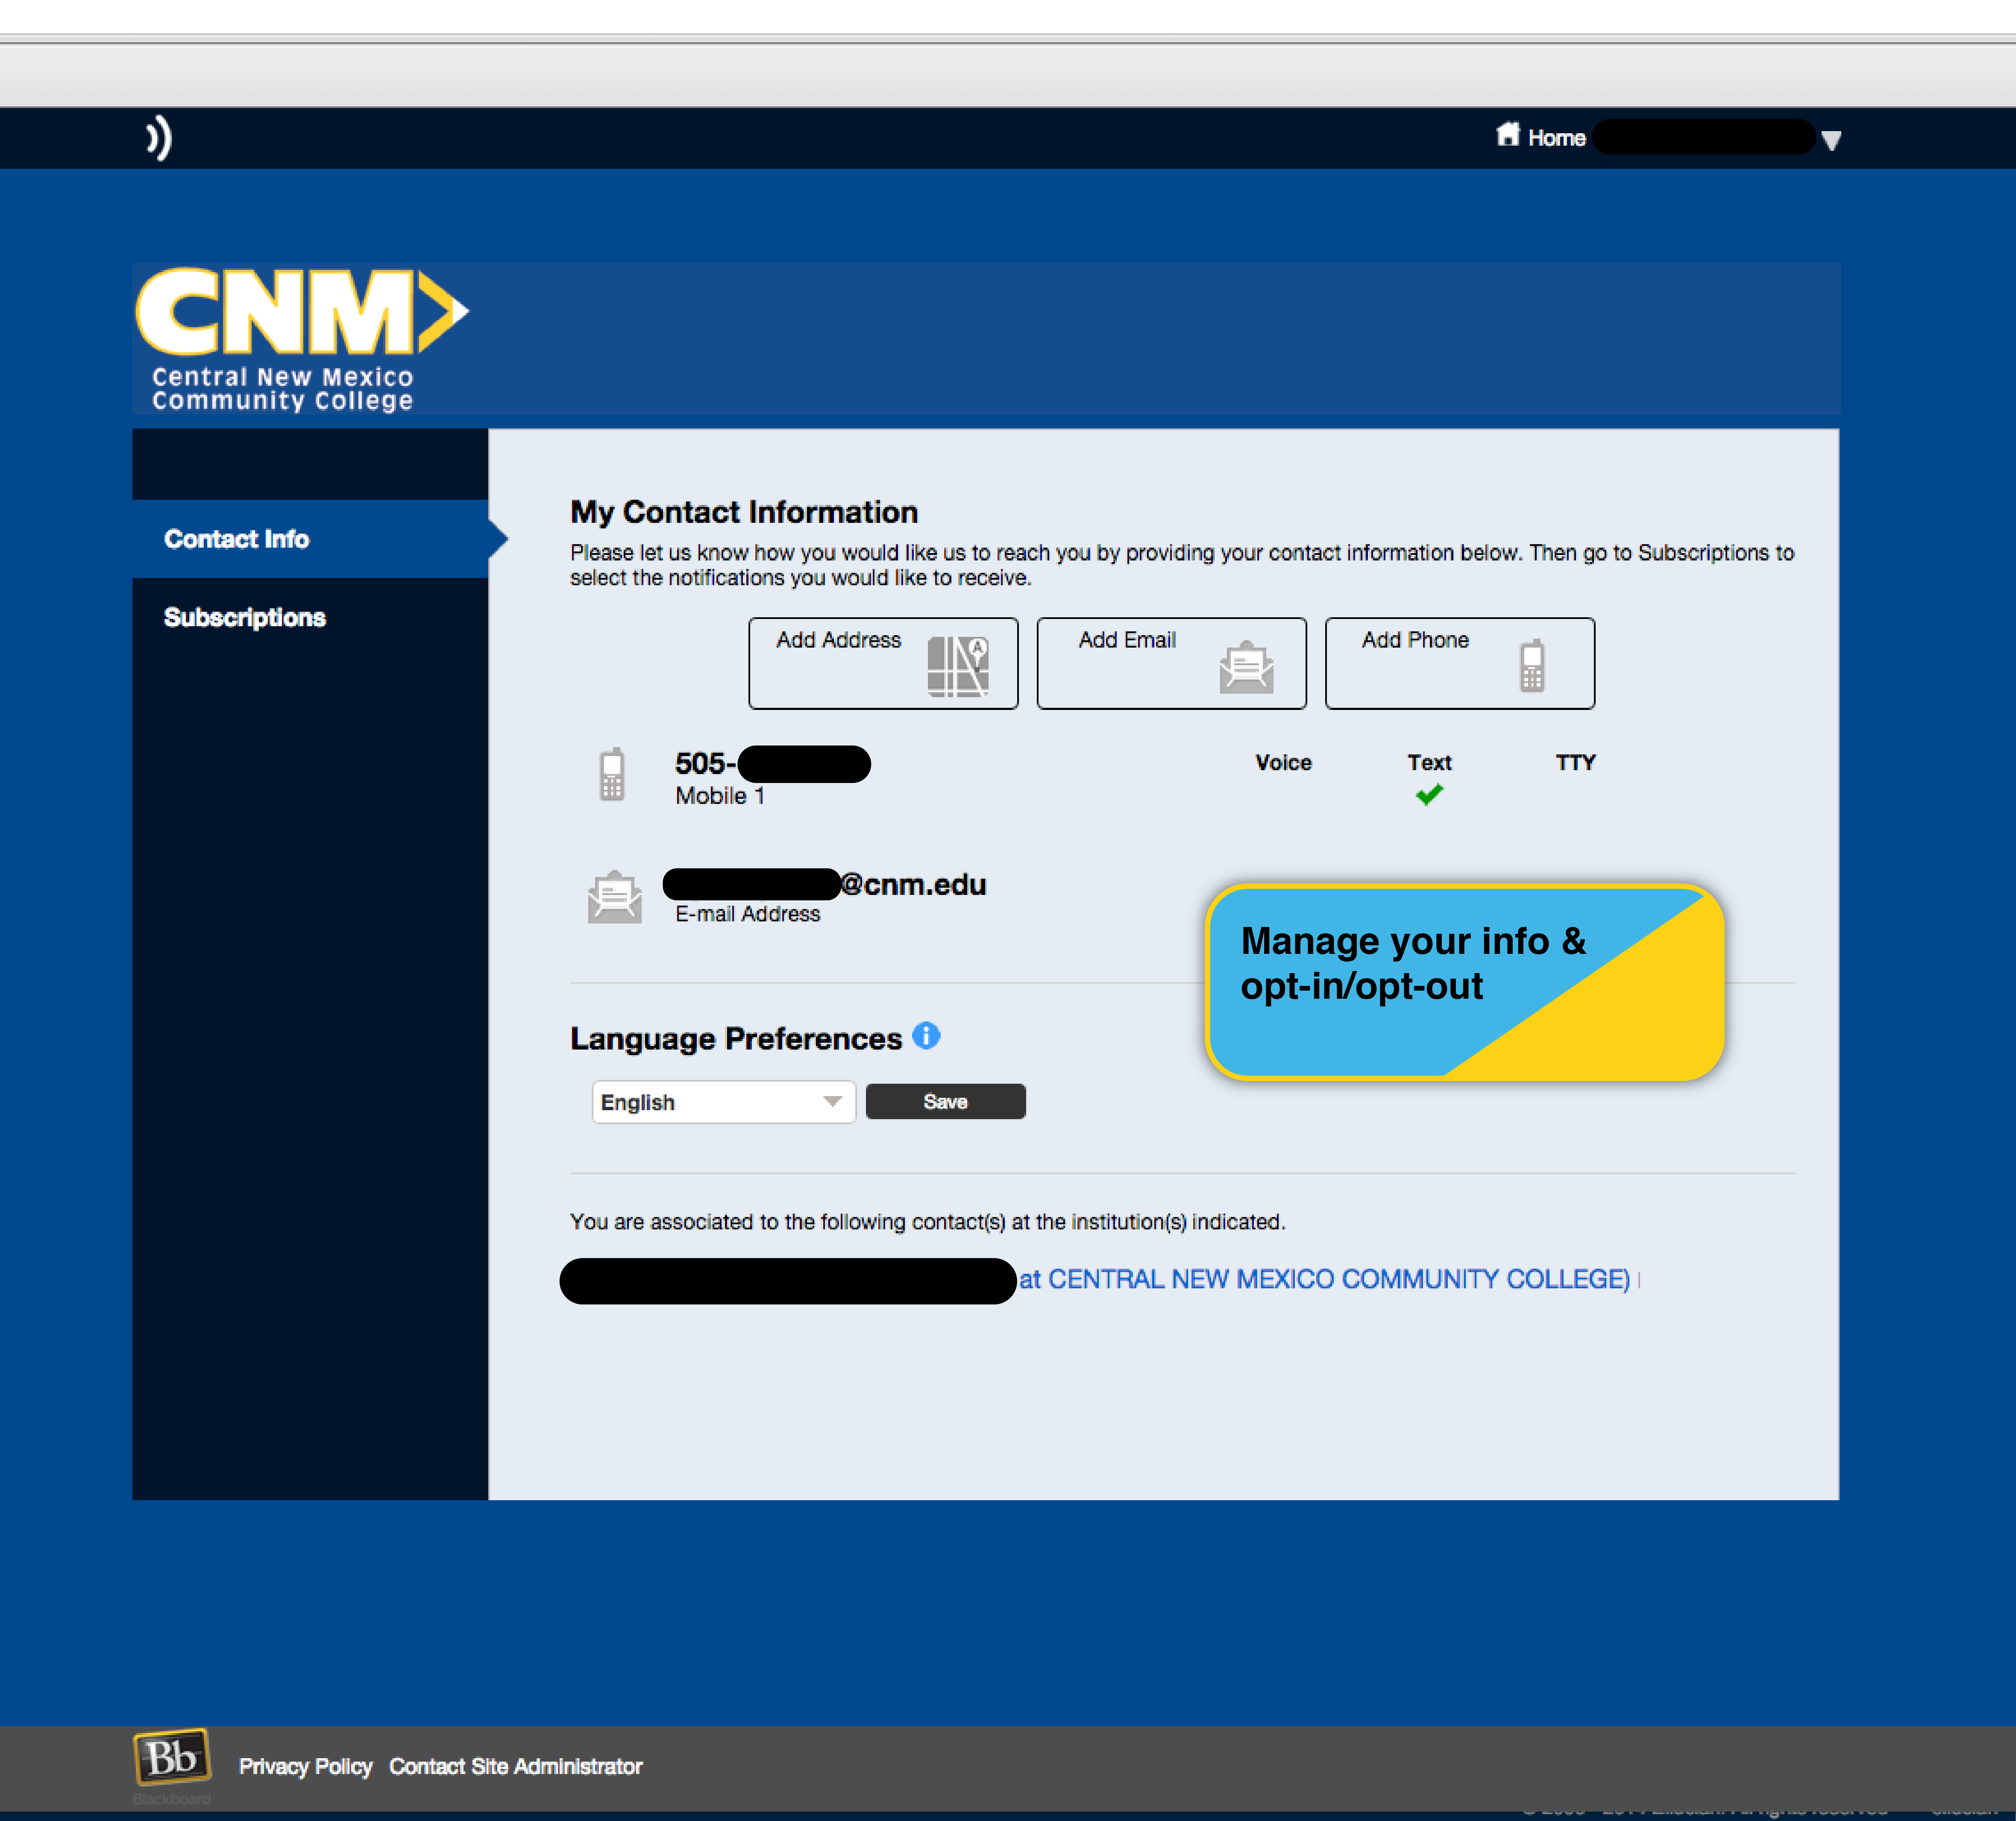 Home
CNM
Central New Mexico
Community College
Contact Info
Subscriptions
My Contact Information
Please let us know how you would like us to reach you by providing your contact information below. Then go to Subscriptions to
select the notifications you would like to receive.
Add Address
A
Add Email
Add Phone
505-
Voice
Text
TTY
Mobile 1
@cnm.edu
E-mail Address
Manage your info &
opt-in/opt-out
Language Preferences
English
Save
You are associated to the following contact(s) at the institution(s) indicated.
at CENTRAL NEW MEXICO COMMUNITY COLLEGE)
Bb
Blackboard
Privacy Policy
Contact Site Administrator